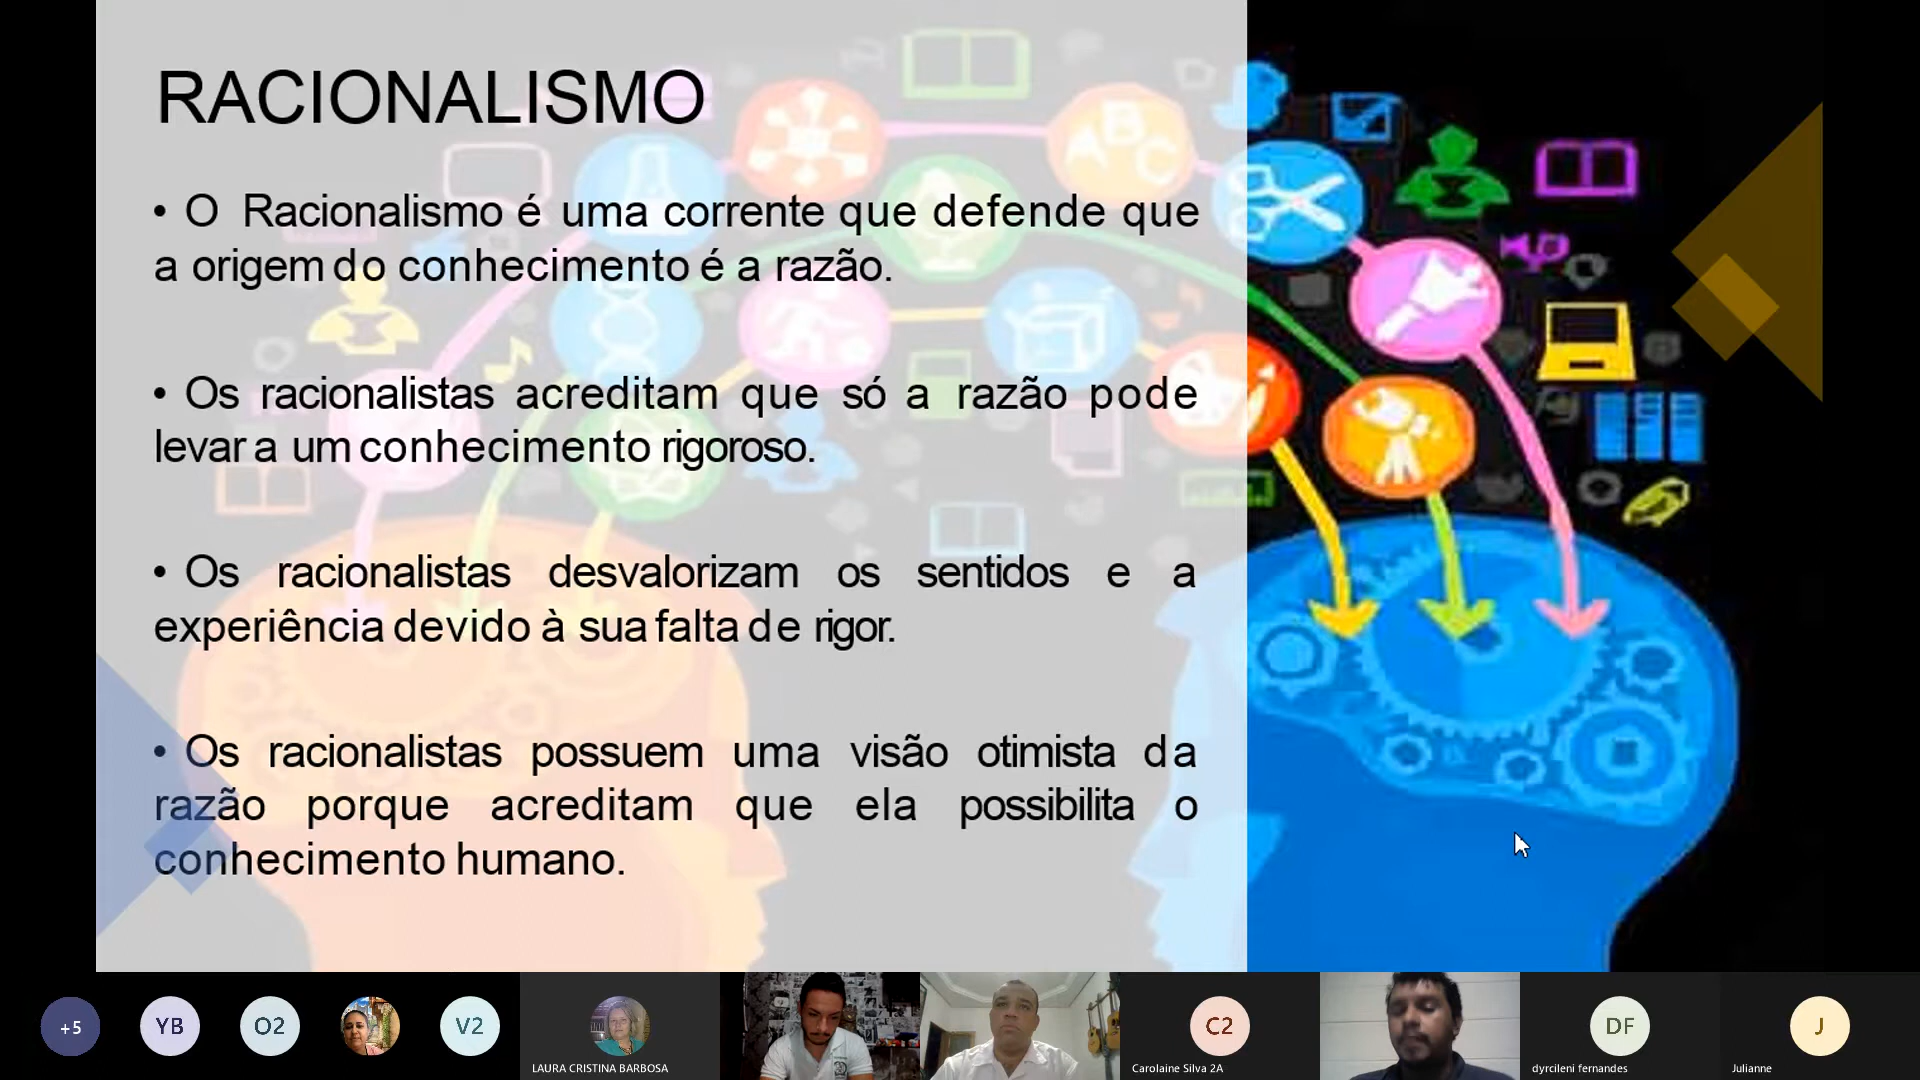 RACIONALISMO
• O Racionalismo é uma corrente que defende que
a origem do conhecimento é a razão.
• Os racionalistas acreditam que só a razão pode
levar a um conhecimento rigoroso.
• Os racionalistas desvalorizam os sentidos e a
experiência devido à sua falta de rigor.
• Os racionalistas possuem uma visão otimista da
razão porque acreditam que ela possibilita o
conhecimento humano.
ABC
+5
YB
O2
V2
LAURA CRISTINA BARBOSA
C2
Carolaine Silva 2A
DF
dyrcileni fernandes
J
Julianne